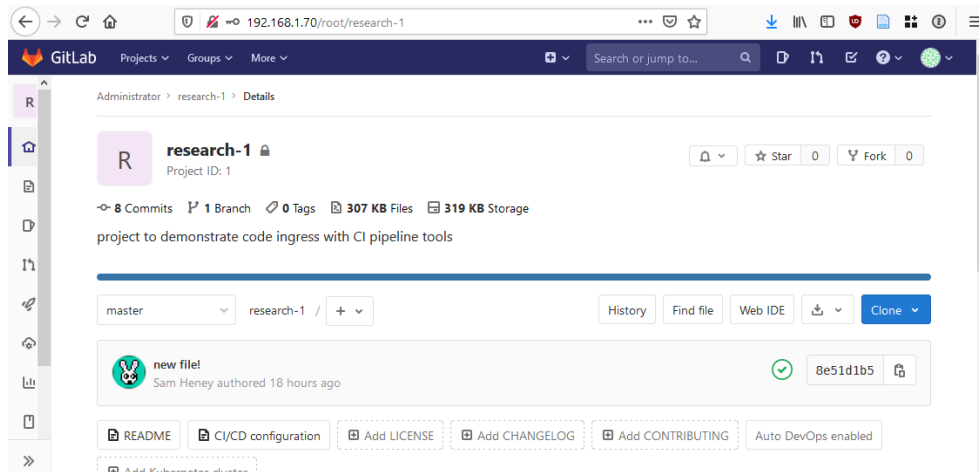 192.168.1.70/root/research-1
GitLab Projects Groups More Search or jump to...
R
Administrator > research-1 > Details
R
research-1
Project ID: 1
Star 0 Fork 0
8 Commits 1 Branch 0 Tags 307 KB Files 319 KB Storage
project to demonstrate code ingress with CI pipeline tools
master research-1 / + History Find file Web IDE Clone
new file!
Sam Heney authored 18 hours ago
8e51d1b5
README CI/CD configuration Add LICENSE Add CHANGELOG Add CONTRIBUTING Auto DevOps enabled
Add Kubernetes cluster